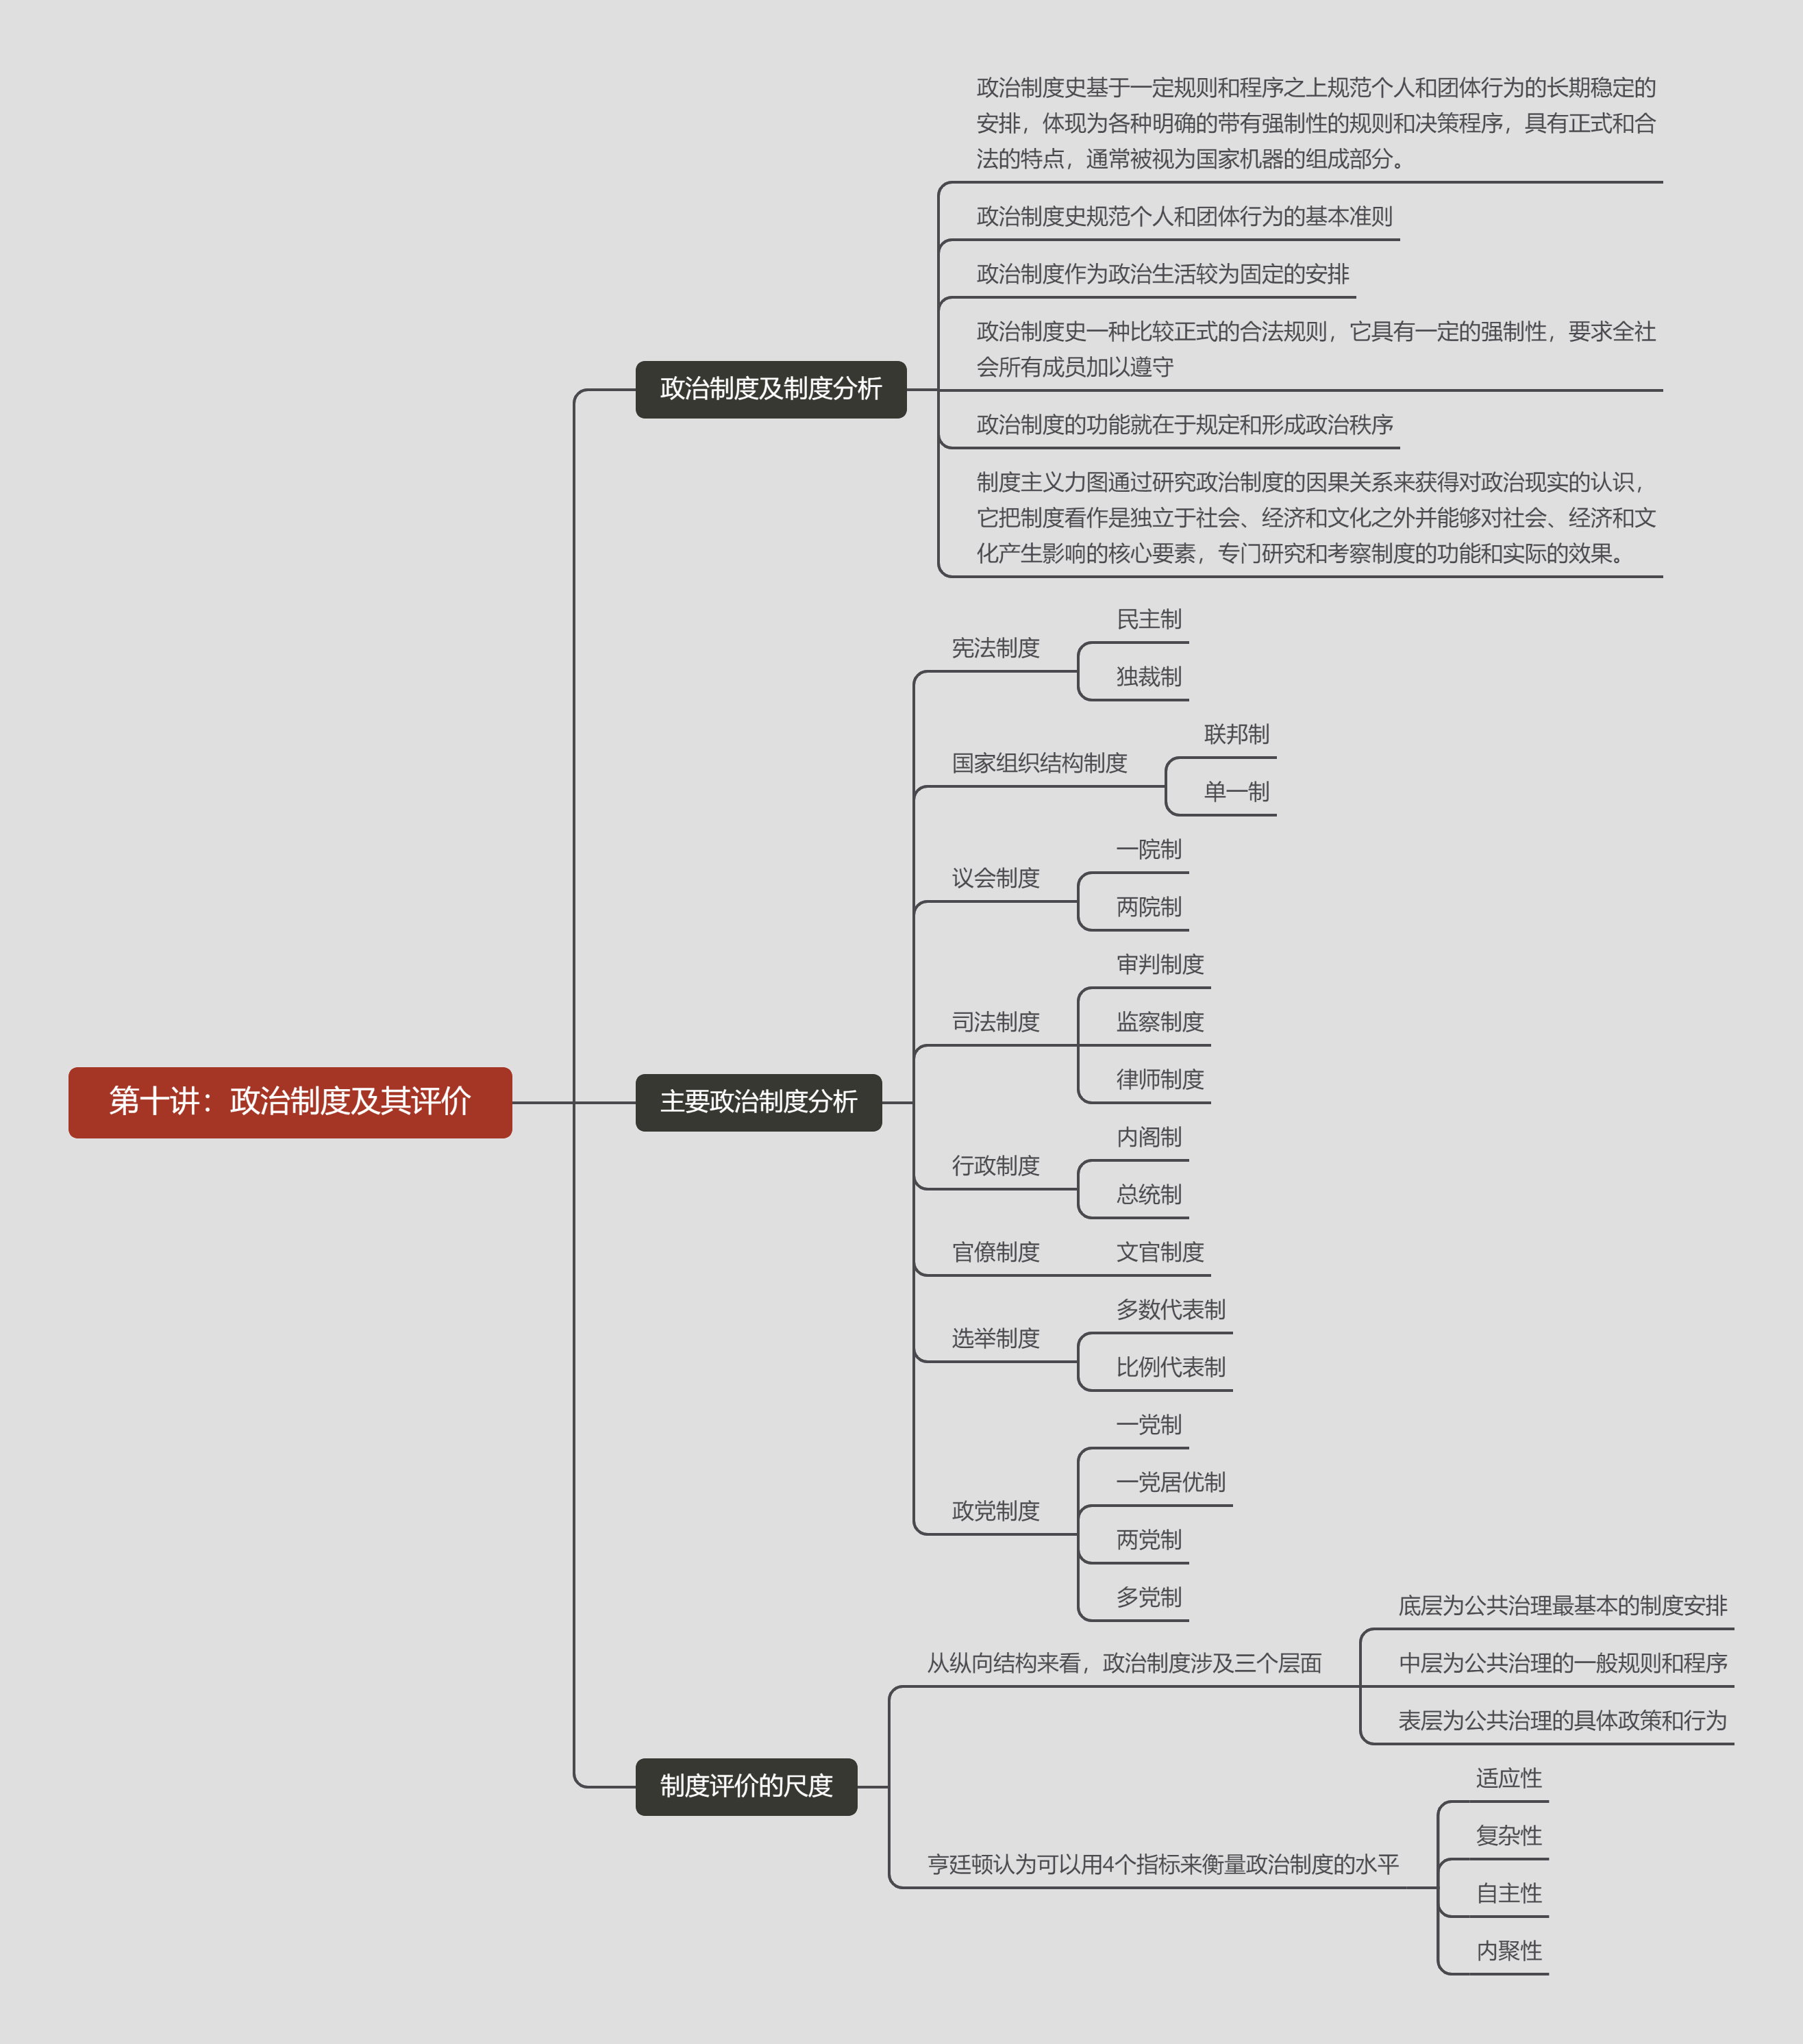 第十讲：政治制度及其评价
政治制度及制度分析
政治制度史基于一定规则和程序之上规范个人和团体行为的长期稳定的
安排，体现为各种明确的带有强制性的规则和决策程序，具有正式和合
法的特点，通常被视为国家机器的组成部分。
政治制度史规范个人和团体行为的基本准则
政治制度作为政治生活较为固定的安排
政治制度史一种比较正式的合法规则，它具有一定的强制性，要求全社
会所有成员加以遵守
政治制度的功能就在于规定和形成政治秩序
制度主义力图通过研究政治制度的因果关系来获得对政治现实的认识，
它把制度看作是独立于社会、经济和文化之外并能够对社会、经济和文
化产生影响的核心要素，专门研究和考察制度的功能和实际的效果。
主要政治制度分析
宪法制度
民主制
独裁制
国家组织结构制度
联邦制
单一制
议会制度
一院制
两院制
司法制度
审判制度
监察制度
律师制度
行政制度
内阁制
总统制
官僚制度
文官制度
选举制度
多数代表制
比例代表制
政党制度
一党制
一党居优制
两党制
多党制
制度评价的尺度
从纵向结构来看，政治制度涉及三个层面
底层为公共治理最基本的制度安排
中层为公共治理的一般规则和程序
表层为公共治理的具体政策和行为
亨廷顿认为可以用4个指标来衡量政治制度的水平
适应性
复杂性
自主性
内聚性